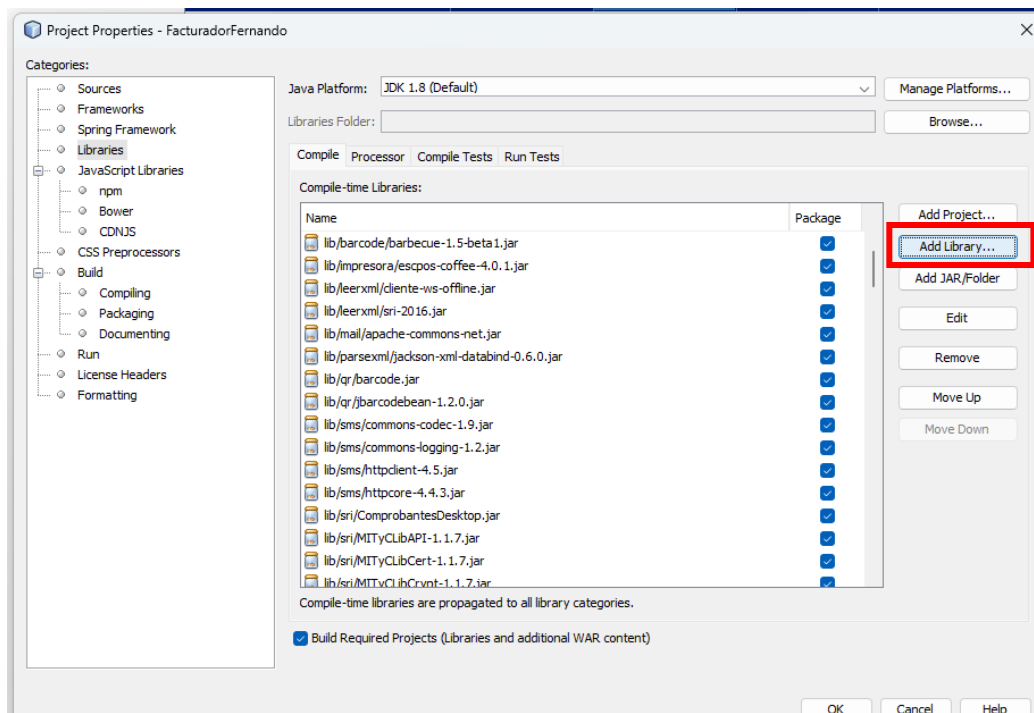 Project Properties - FacturadorFernando
Categories:
Sources
Frameworks
Spring Framework
Libraries
JavaScript Libraries
npm
Bower
CDNJS
CSS Preprocessors
Build
Compiling
Packaging
Documenting
Run
License Headers
Formatting
Java Platform: JDK 1.8 (Default) Manage Platforms...
Libraries Folder: Browse...
Compile Processor Compile Tests Run Tests
Compile-time Libraries:
Name Package
lib/barcode/barbecue-1.5-beta1.jar
lib/impresora/escpos-coffee-4.0.1.jar
lib/leerxml/cliente-ws-offline.jar
lib/leerxml/sri-2016.jar
lib/mail/apache-commons-net.jar
lib/parsexml/jackson-xml-databind-0.6.0.jar
lib/qr/barcode.jar
lib/qr/jbarcodebean-1.2.0.jar
lib/sms/commons-codec-1.9.jar
lib/sms/commons-logging-1.2.jar
lib/sms/httpclient-4.5.jar
lib/sms/httpcore-4.4.3.jar
lib/sri/ComprobantesDesktop.jar
lib/sri/MITyCLibAPI-1.1.7.jar
lib/sri/MITyCLibCert-1.1.7.jar
lib/sri/MITyCLibCrypt-1.1.7.jar
Add Project...
Add Library...
Add JAR/Folder
Edit
Remove
Move Up
Move Down
Compile-time libraries are propagated to all library categories.
Build Required Projects (Libraries and additional WAR content)
OK Cancel Help